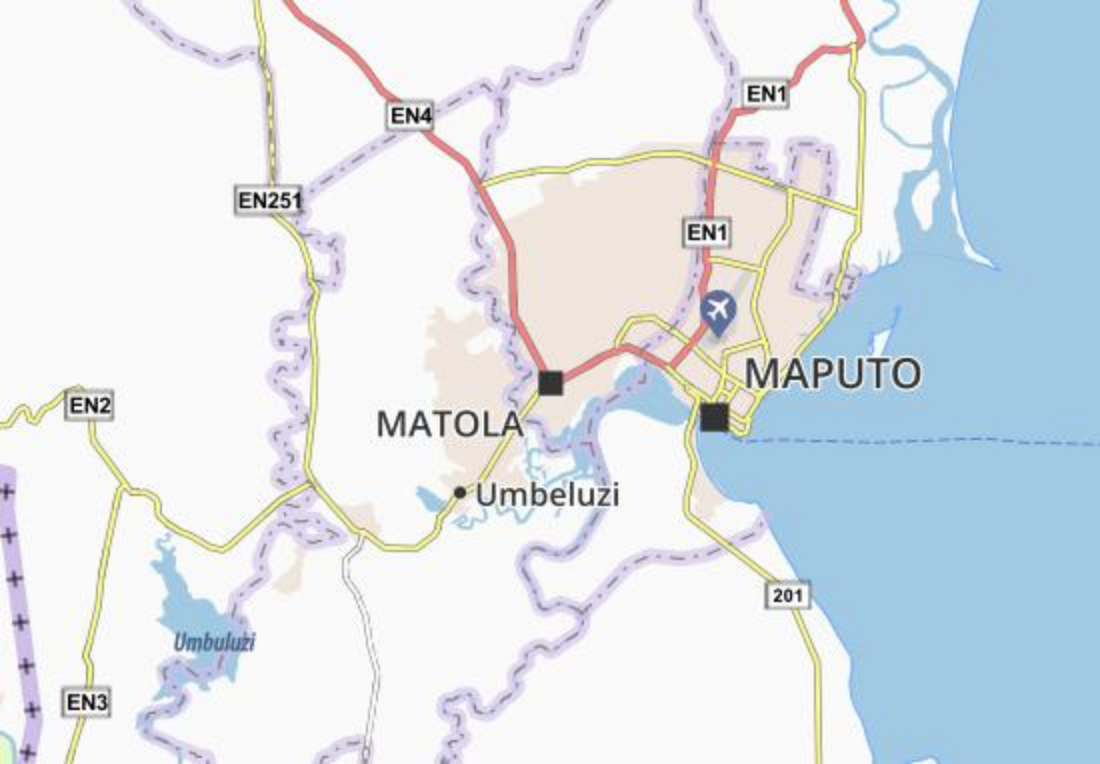 EN1
EN4
EN251
EN1
MAPUTO
EN2
MATOLA
Umbeluzi
201
Umbuluzi
EN3